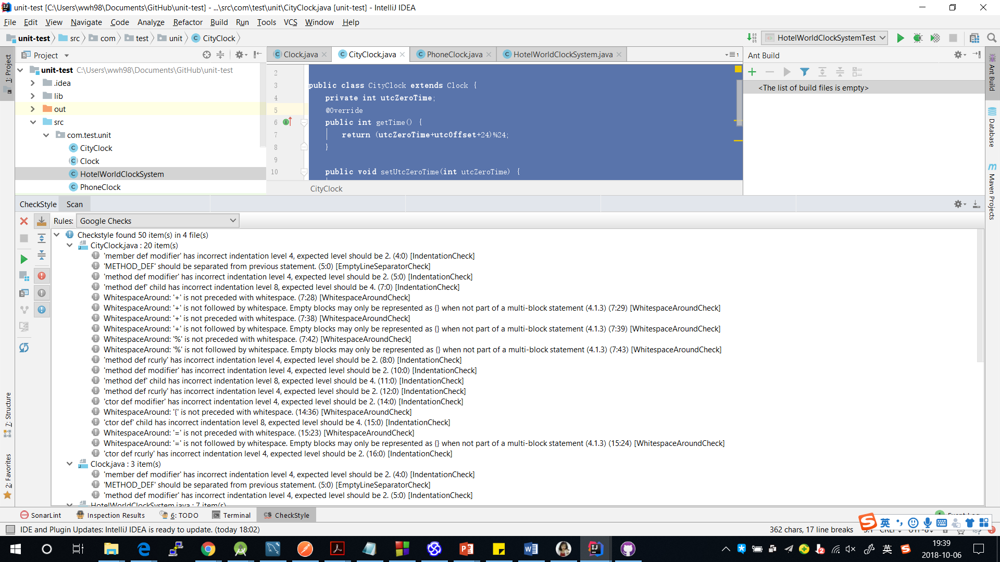 unit-test [C:\Users\wwh98\Documents\GitHub\unit-test] - ...\src\com\test\unit\CityClock.java [unit-test] - IntelliJ IDEA
File Edit View Navigate Code Analyze Refactor Build Run Tools VCS Window Help
unit-test src com test unit CityClock HotelWorldClockSystemTest
1: Project
Project
Clock.java CityClock.java PhoneClock.java HotelWorldClockSystem.java
Ant Build
unit-test C:\Users\wwh98\Documents\GitHub\unit-test
.idea
lib
out
src
com.test.unit
CityClock
Clock
HotelWorldClockSystem
PhoneClock
2
3 public class CityClock extends Clock {
4 private int utcZeroTime;
5 @Override
6 public int getTime() {
7 return (utcZeroTime+utcOffset+24)%24;
8 }
9
10 public void setUtcZeroTime(int utcZeroTime) {
CityClock
<The list of build files is empty>
Ant Build
Database
Maven Projects
CheckStyle Scan
Rules: Google Checks
Checkstyle found 50 item(s) in 4 file(s)
CityClock.java : 20 item(s)
'member def modifier' has incorrect indentation level 4, expected level should be 2. (4:0) [IndentationCheck]
'METHOD_DEF' should be separated from previous statement. (5:0) [EmptyLineSeparatorCheck]
'method def modifier' has incorrect indentation level 4, expected level should be 2. (5:0) [IndentationCheck]
'method def' child has incorrect indentation level 8, expected level should be 4. (7:0) [IndentationCheck]
WhitespaceAround: '+' is not preceded with whitespace. (7:28) [WhitespaceAroundCheck]
WhitespaceAround: '+' is not followed by whitespace. Empty blocks may only be represented as {} when not part of a multi-block statement (4.1.3) (7:29) [WhitespaceAroundCheck]
WhitespaceAround: '+' is not preceded with whitespace. (7:38) [WhitespaceAroundCheck]
WhitespaceAround: '+' is not followed by whitespace. Empty blocks may only be represented as {} when not part of a multi-block statement (4.1.3) (7:39) [WhitespaceAroundCheck]
WhitespaceAround: '%' is not preceded with whitespace. (7:42) [WhitespaceAroundCheck]
WhitespaceAround: '%' is not followed by whitespace. Empty blocks may only be represented as {} when not part of a multi-block statement (4.1.3) (7:43) [WhitespaceAroundCheck]
'method def rcurly' has incorrect indentation level 4, expected level should be 2. (8:0) [IndentationCheck]
'method def modifier' has incorrect indentation level 4, expected level should be 2. (10:0) [IndentationCheck]
'method def' child has incorrect indentation level 8, expected level should be 4. (11:0) [IndentationCheck]
'method def rcurly' has incorrect indentation level 4, expected level should be 2. (12:0) [IndentationCheck]
'ctor def modifier' has incorrect indentation level 4, expected level should be 2. (14:0) [IndentationCheck]
WhitespaceAround: '{' is not preceded with whitespace. (14:36) [WhitespaceAroundCheck]
'ctor def' child has incorrect indentation level 8, expected level should be 4. (15:0) [IndentationCheck]
WhitespaceAround: '=' is not preceded with whitespace. (15:23) [WhitespaceAroundCheck]
WhitespaceAround: '=' is not followed by whitespace. Empty blocks may only be represented as {} when not part of a multi-block statement (4.1.3) (15:24) [WhitespaceAroundCheck]
'ctor def rcurly' has incorrect indentation level 4, expected level should be 2. (16:0) [IndentationCheck]
Clock.java : 3 item(s)
'member def modifier' has incorrect indentation level 4, expected level should be 2. (4:0) [IndentationCheck]
'METHOD_DEF' should be separated from previous statement. (5:0) [EmptyLineSeparatorCheck]
'method def modifier' has incorrect indentation level 4, expected level should be 2. (5:0) [IndentationCheck]
HotelWorldClockSystem.java : 7 item(s)
7: Structure
2: Favorites
SonarLint Inspection Results 6: TODO Terminal CheckStyle
英
IDE and Plugin Updates: IntelliJ IDEA is ready to update. (today 18:02)
362 chars, 17 line breaks
英
19:39
2018-10-06